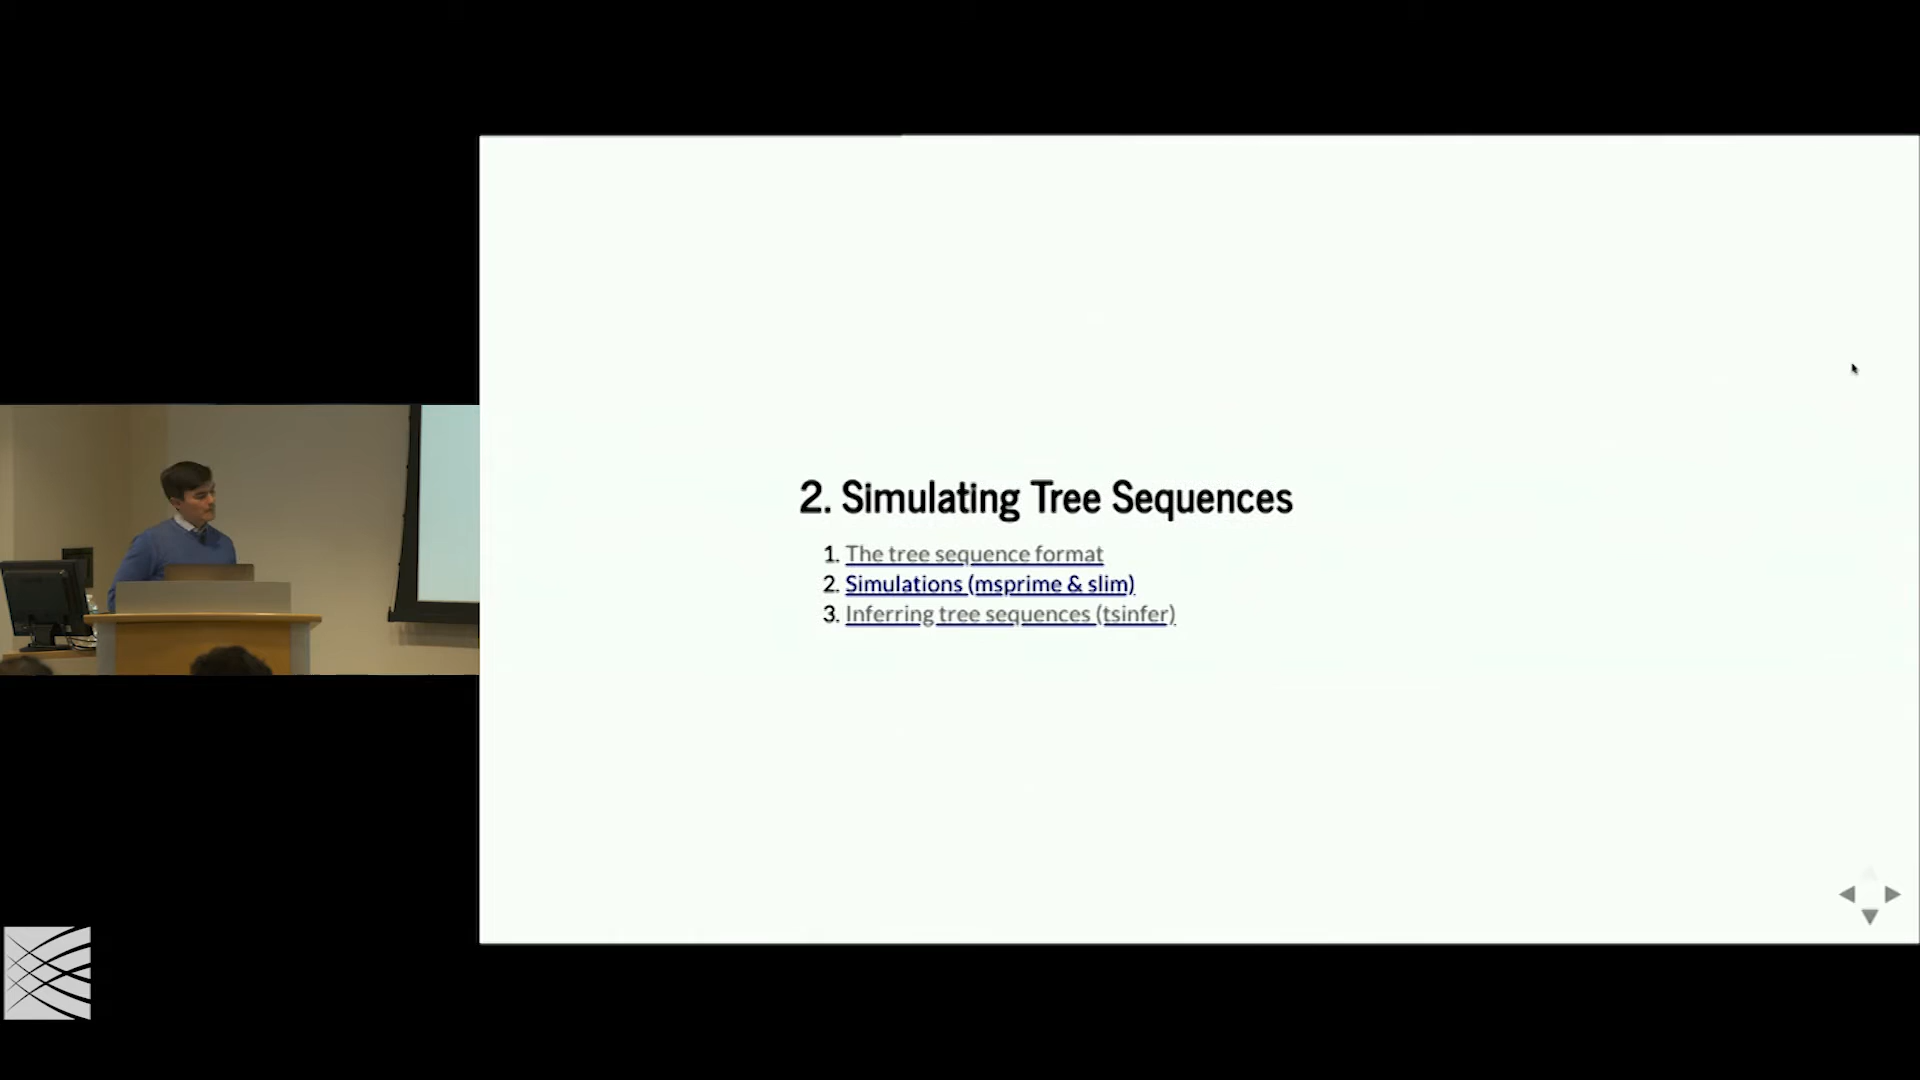 2. Simulating Tree Sequences
1. The tree sequence format
2. Simulations (msprime & slim)
3. Inferring tree sequences (tsinfer)